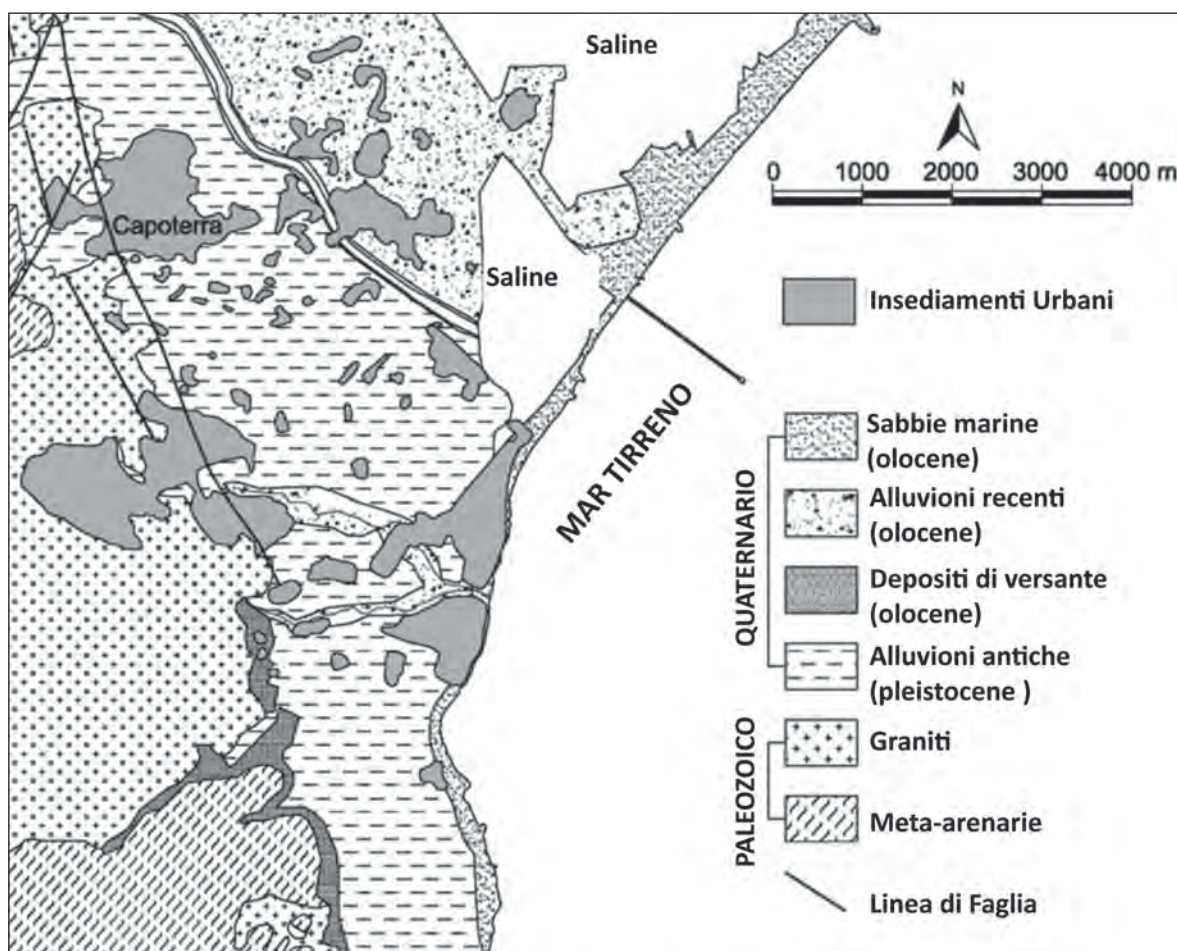 Saline
N
0 1000 2000 3000 4000 m
Capoterra
Saline
MAR TIRRENO
Insediamenti Urbani
QUATERNARIO
Sabbie marine
(olocene)
Alluvioni recenti
(olocene)
Depositi di versante
(olocene)
Alluvioni antiche
(pleistocene )
PALEOZOICO
Graniti
Meta-arenarie
Linea di Faglia